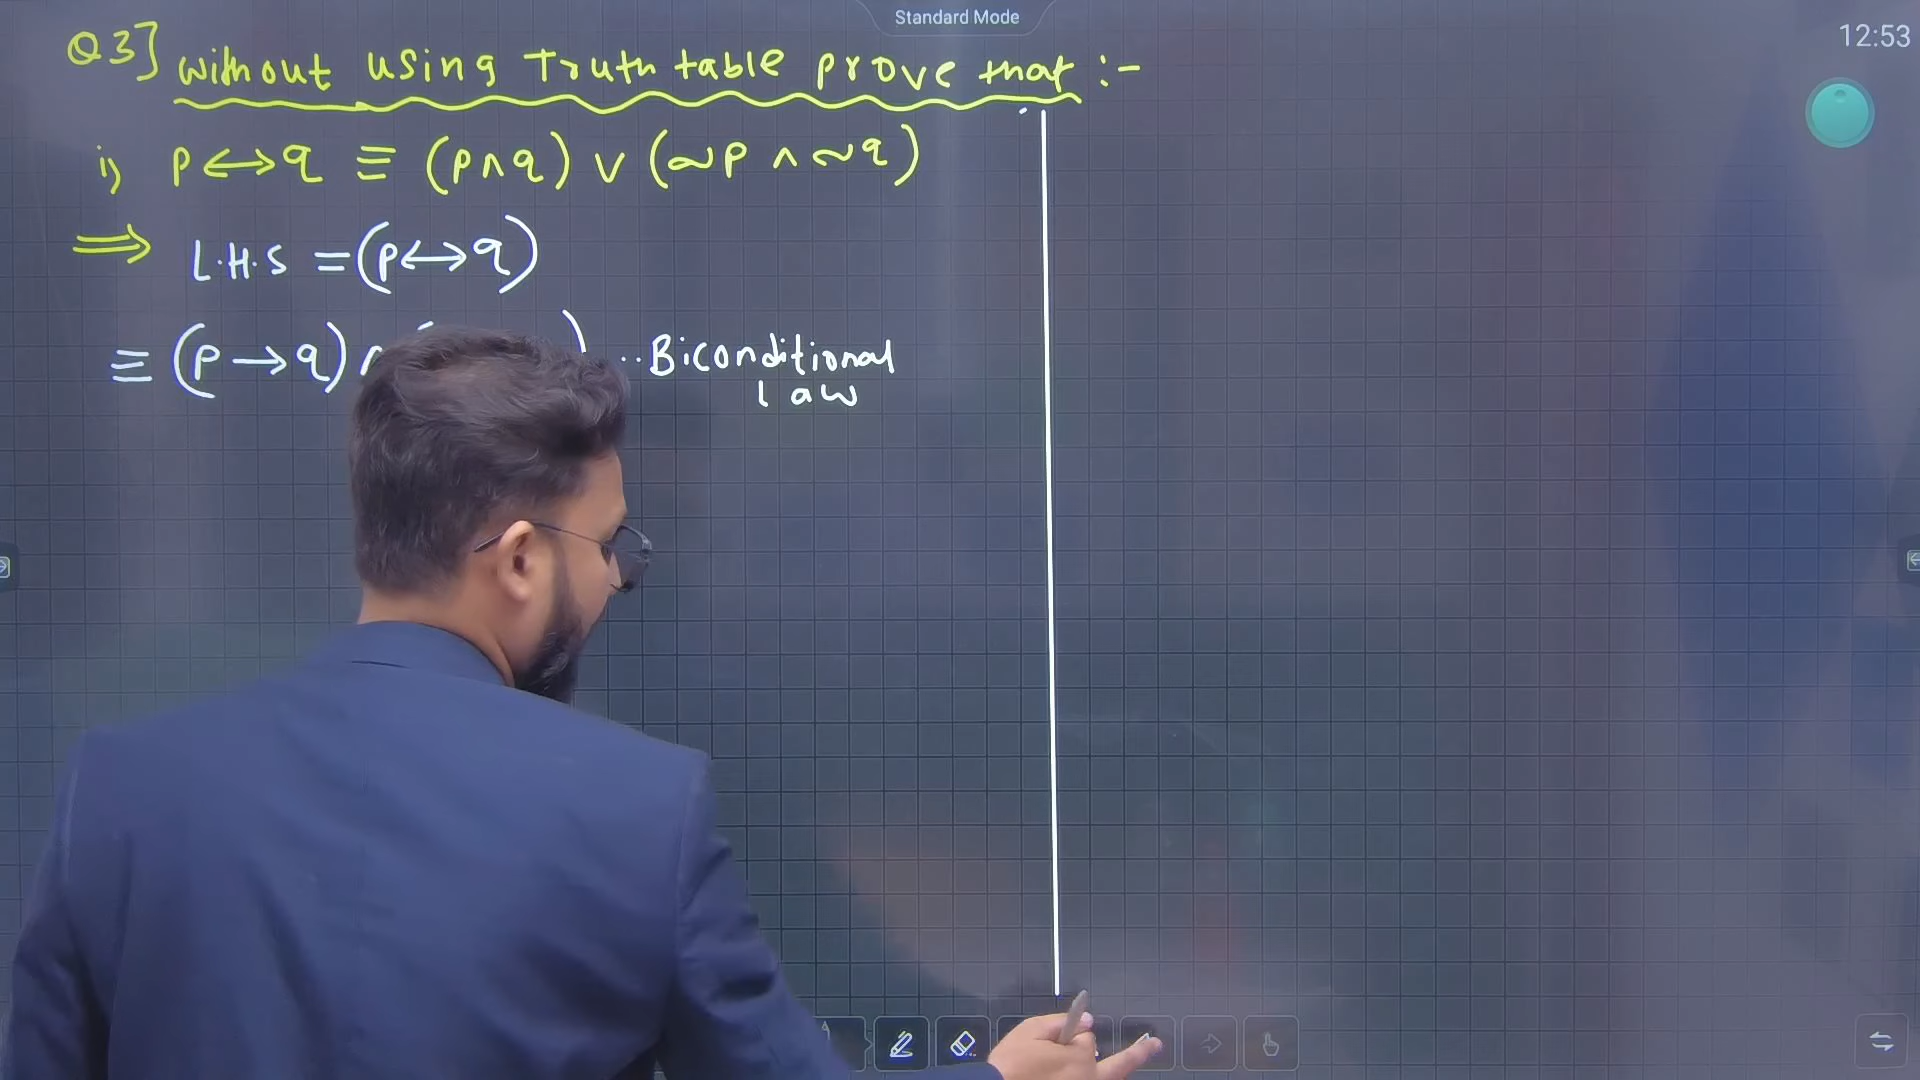 Standard Mode
12:53
Q3] without using Truth table prove that :-
i) p ↔ q ≡ (p ∧ q) ∨ (~p ∧ ~q)
⇒ L.H.S = (p ↔ q)
≡ (p → q) ∧ ( ) .. Biconditional
law